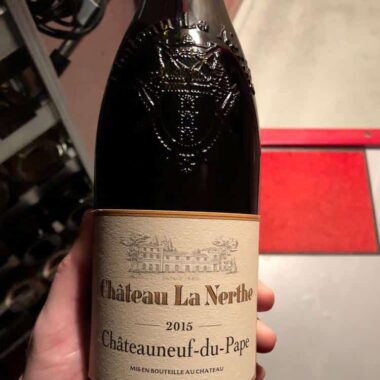 Château La Nerthe
2015
Châteauneuf-du-Pape
MIS EN BOUTEILLE AU CHATEAU